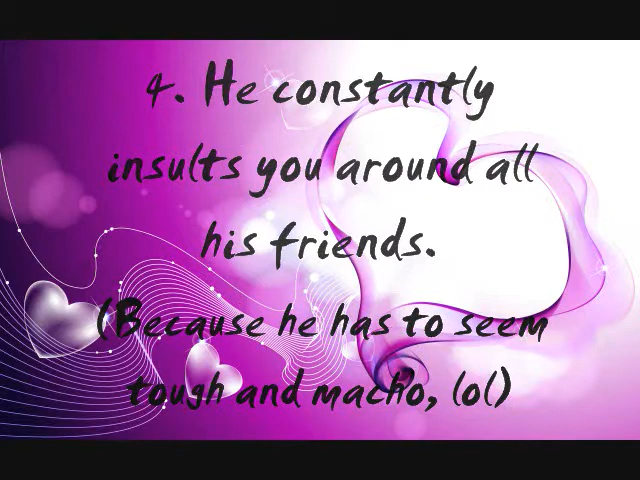 4. He constantly
insults you around all
his friends.
(Because he has to seem
tough and macho, lol)